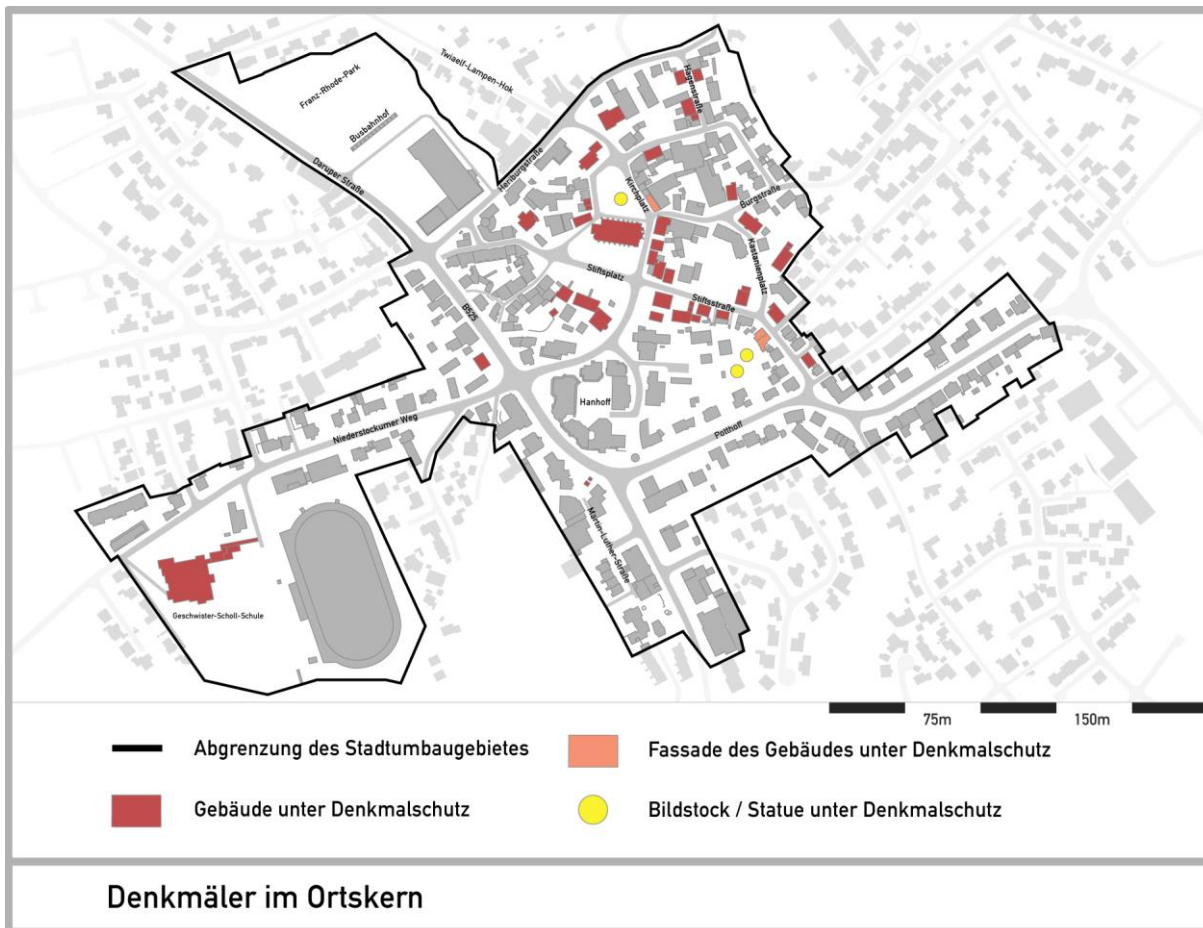 Twiaelf-Lampen-Hok
Franz-Rhode-Park
Busbahnhof
Daruper Straße
Henburgstraße
Hagenstraße
Kirchplatz
Burgstraße
Kastanienplatz
Stiftsplatz
Stiftsstraße
B525
Hanhoff
Niederstockumer Weg
Potthoff
Martin-Luther-Straße
Geschwister-Scholl-Schule
75m 150m
Abgrenzung des Stadtumbaugebietes
Fassade des Gebäudes unter Denkmalschutz
Gebäude unter Denkmalschutz
Bildstock / Statue unter Denkmalschutz
Denkmäler im Ortskern